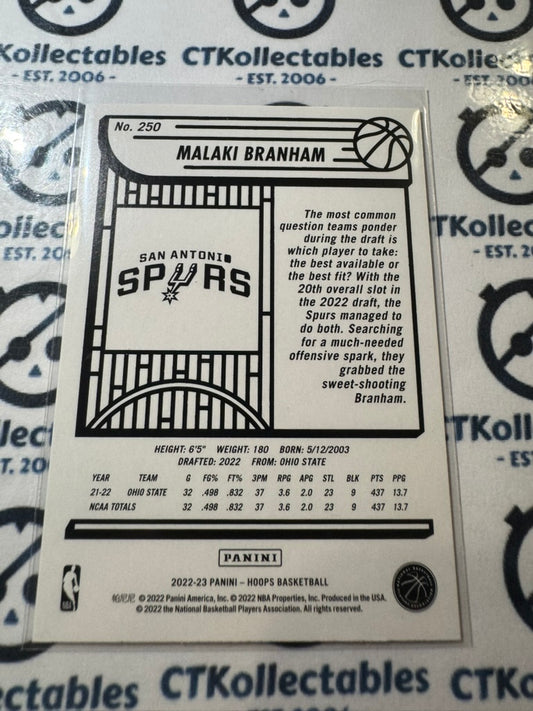 CTKollectables CTKollec
- EST. 2006 - - EST. 2006 -
No. 250
MALAKI BRANHAM
SAN ANTONIO
SPURS
The most common
question teams ponder
during the draft is
which player to take:
the best available or
the best fit? With the
20th overall slot in
the 2022 draft, the
Spurs managed to
do both. Searching
for a much-needed
offensive spark, they
grabbed the
sweet-shooting
Branham.
HEIGHT: 6'5" WEIGHT: 180 BORN: 5/12/2003
DRAFTED: 2022 FROM: OHIO STATE
YEAR TEAM G FG% FT% 3PM RPG APG STL BLK PTS PPG
21-22 OHIO STATE 32 .498 .832 37 3.6 2.0 23 9 437 13.7
NCAA TOTALS 32 .498 .832 37 3.6 2.0 23 9 437 13.7
PANINI
2022-23 PANINI – HOOPS BASKETBALL
© 2022 Panini America, Inc. © 2022 NBA Properties, Inc. Produced in the USA.
© 2022 the National Basketball Players Association. All rights reserved.
NBA
ectables CTKollectables CTKollectables